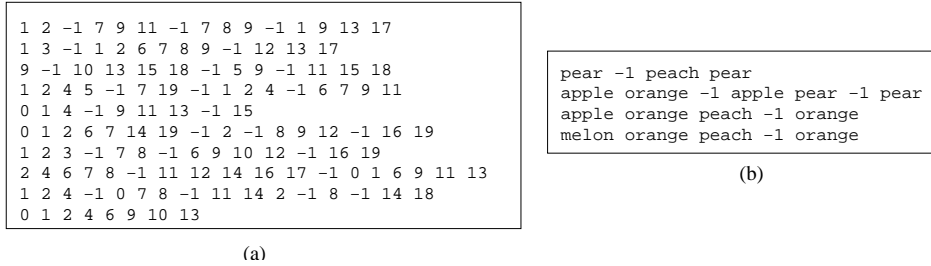 1 2 −1 7 9 11 −1 7 8 9 −1 1 9 13 17
1 3 −1 1 2 6 7 8 9 −1 12 13 17
9 −1 10 13 15 18 −1 5 9 −1 11 15 18
1 2 4 5 −1 7 19 −1 1 2 4 −1 6 7 9 11
0 1 4 −1 9 11 13 −1 15
0 1 2 6 7 14 19 −1 2 −1 8 9 12 −1 16 19
1 2 3 −1 7 8 −1 6 9 10 12 −1 16 19
2 4 6 7 8 −1 11 12 14 16 17 −1 0 1 6 9 11 13
1 2 4 −1 0 7 8 −1 11 14 2 −1 8 −1 14 18
0 1 2 4 6 9 10 13
(a)
pear −1 peach pear
apple orange −1 apple pear −1 pear
apple orange peach −1 orange
melon orange peach −1 orange
(b)